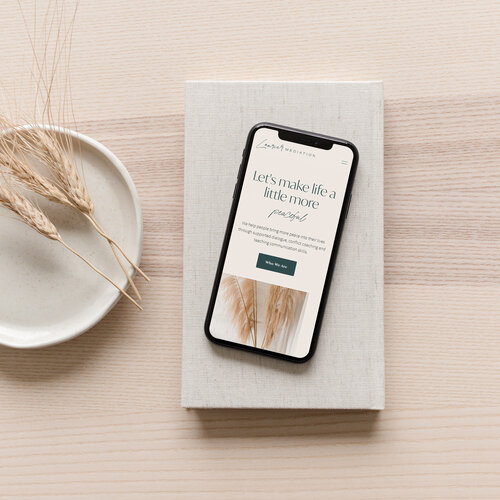 Laurier MEDIATION
Let's make life a
little more
peaceful
We help people bring more peace into their lives
through supported dialogue, conflict coaching and
teaching communication skills.
Who We Are